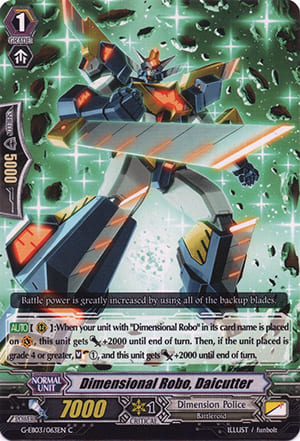 1
GRADE
SHIELD
5000
Battle power is greatly increased by using all of the backup blades.
AUTO [ ]:When your unit with "Dimensional Robo" in its card name is placed
on , this unit gets +2000 until end of turn. Then, if the unit placed is
grade 4 or greater, , and this unit gets +2000 until end of turn.
NORMAL UNIT
Dimensional Robo, Daicutter
POWER
7000
1
CRITICAL
Dimension Police
Battleroid
G-EB03/063EN C
ILLUST / funbolt